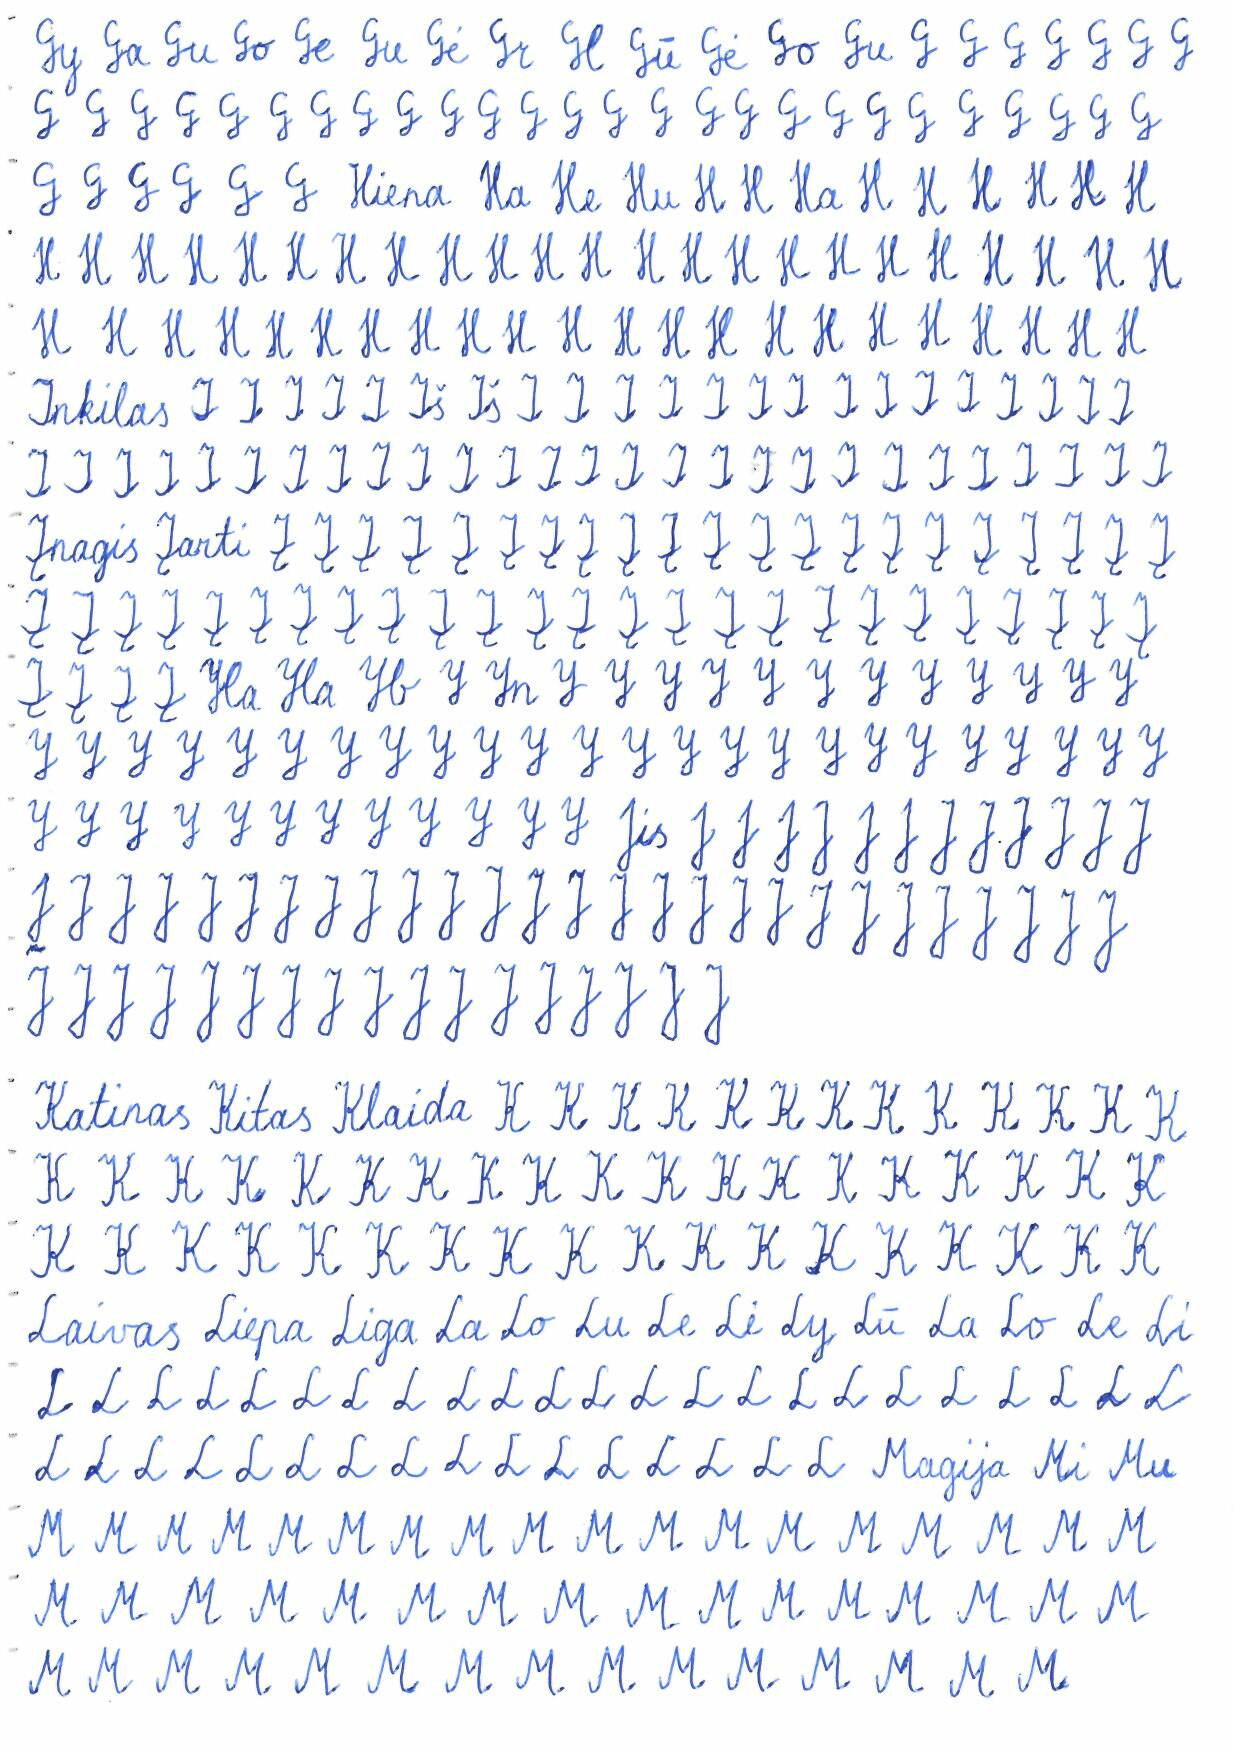 Gy Ga Gu Go Ge Gu Gė Gr Gl Gū Gė Go Gu G G G G G G G
G G G G G G G G G G G G G G G G G G G G G G G G G G
G G G G G G Hiena Ha He Hu H H Ha H H H H H H
H H H H H H H H H H H H H H H H H H H H H H H
H H H H H H H H H H H H H H H H H H H H H H
Inkilas I I I I I Iš Iš I I I I I I I I I I I I I I I
I I I I I I I I I I I I I I I I I I I I I I I I I I I
Įnagis Įarti Į Į Į Į Į Į Į Į Į Į Į Į Į Į Į Į Į Į Į Į Į
Į Į Į Į Į Į Į Į Į Į Į Į Į Į Į Į Į Į Į Į Į Į Į Į Į
Į Į Į Į Yla Yla Yb Y Yn Y Y Y Y Y Y Y Y Y Y Y Y
Y Y Y Y Y Y Y Y Y Y Y Y Y Y Y Y Y Y Y Y Y Y Y Y
Y Y Y Y Y Y Y Y Y Y Y Y Jis J J J J J J J J J J J J
J J J J J J J J J J J J J J J J J J J J J J J J J J J
J J J J J J J J J J J J J J J J J
Katinas Kitas Klaida K K K K K K K K K K K K K
K K K K K K K K K K K K K K K K K K K
K K K K K K K K K K K K K K K K K K
Laivas Liepa Liga La Lo Lu Le Lė Ly Lū La Lo Le Li
L L L L L L L L L L L L L L L L L L L L L L L
L L L L L L L L L L L L L L L L Magija Mi Mu
M M M M M M M M M M M M M M M M M M
M M M M M M M M M M M M M M M M
M M M M M M M M M M M M M M M